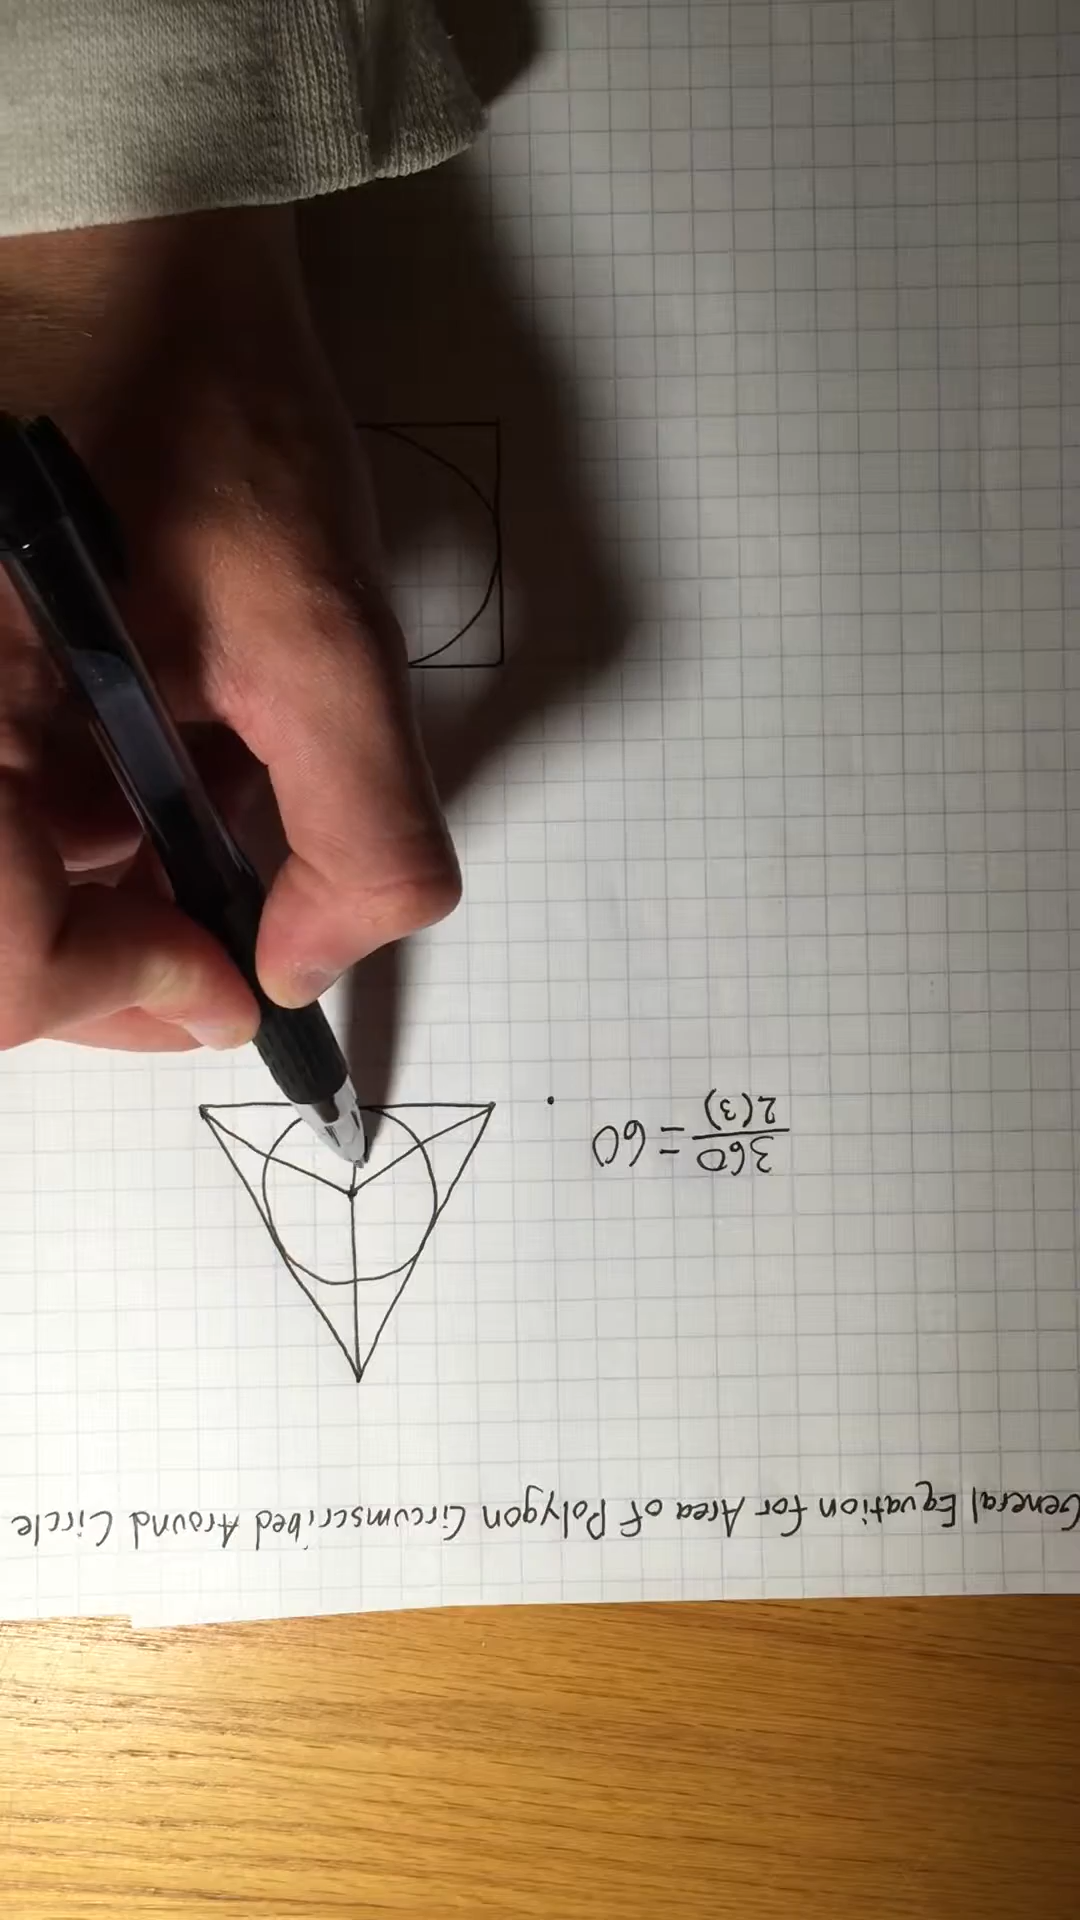 General Equation for Area of Polygon Circumscribed Around Circle
360
2(3)
= 60